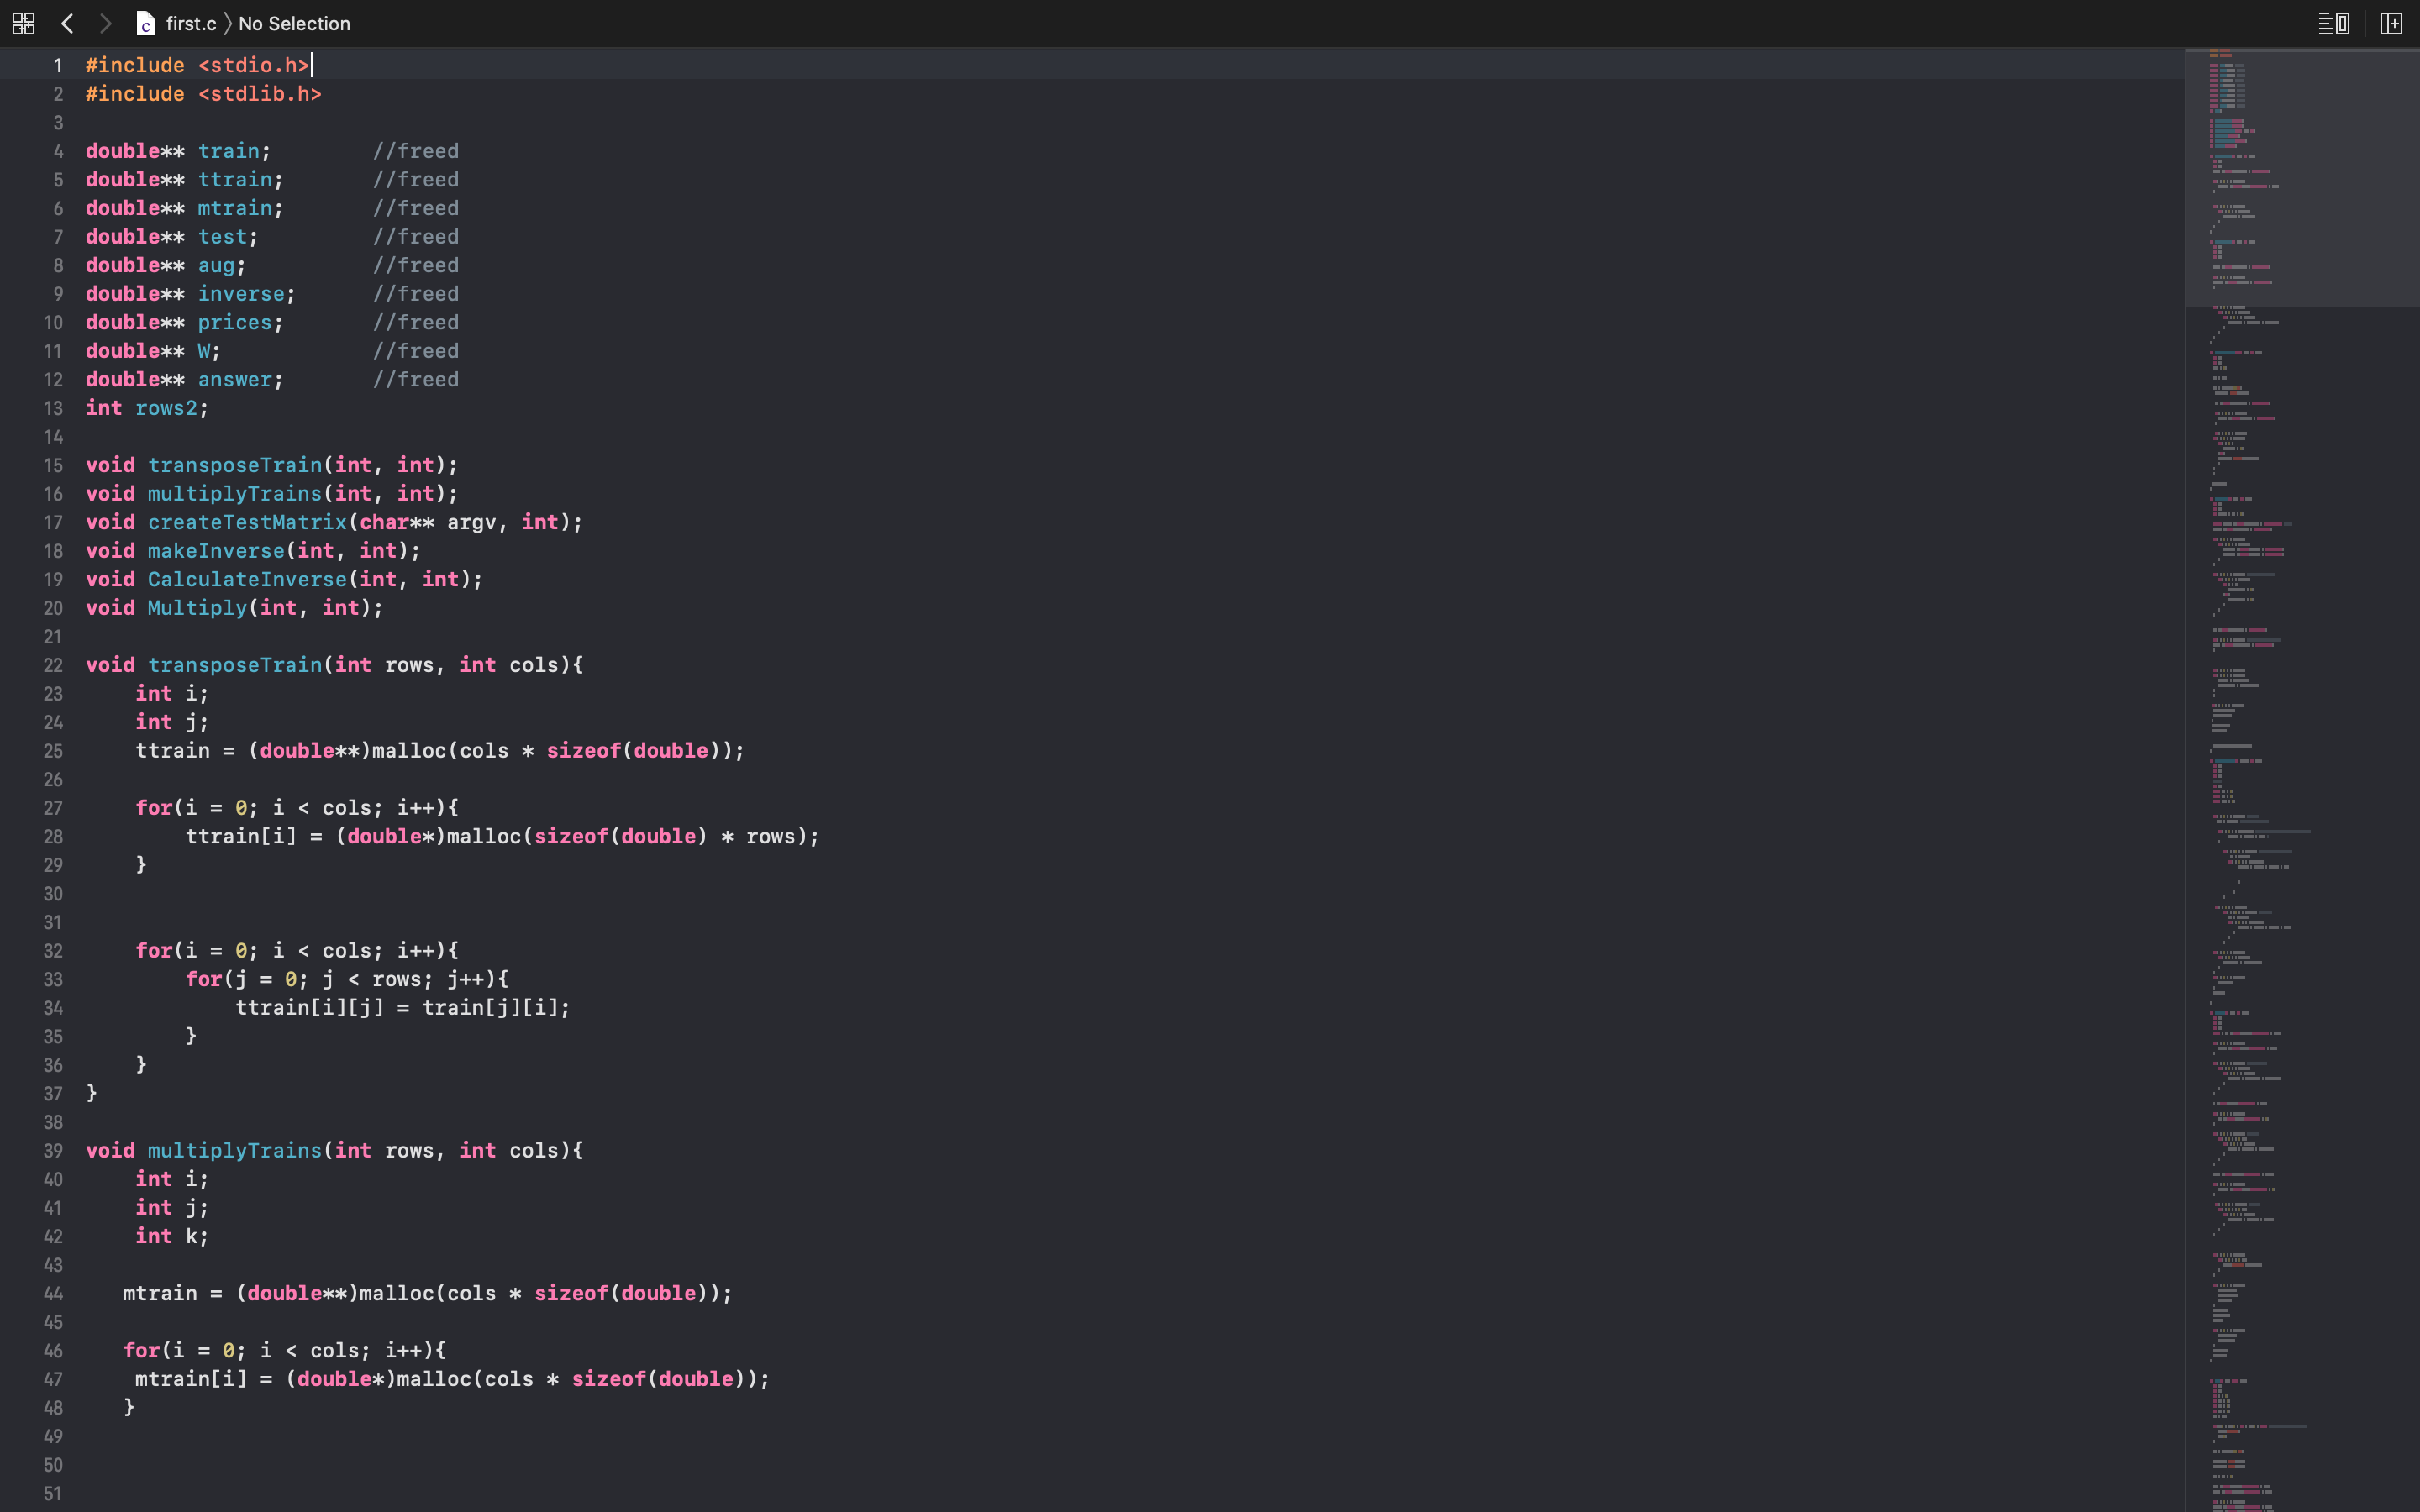 first.c 〉 No Selection
1 #include <stdio.h>
2 #include <stdlib.h>
3
4 double** train; //freed
5 double** ttrain; //freed
6 double** mtrain; //freed
7 double** test; //freed
8 double** aug; //freed
9 double** inverse; //freed
10 double** prices; //freed
11 double** W; //freed
12 double** answer; //freed
13 int rows2;
14
15 void transposeTrain(int, int);
16 void multiplyTrains(int, int);
17 void createTestMatrix(char** argv, int);
18 void makeInverse(int, int);
19 void CalculateInverse(int, int);
20 void Multiply(int, int);
21
22 void transposeTrain(int rows, int cols){
23 int i;
24 int j;
25 ttrain = (double**)malloc(cols * sizeof(double));
26
27 for(i = 0; i < cols; i++){
28 ttrain[i] = (double*)malloc(sizeof(double) * rows);
29 }
30
31
32 for(i = 0; i < cols; i++){
33 for(j = 0; j < rows; j++){
34 ttrain[i][j] = train[j][i];
35 }
36 }
37 }
38
39 void multiplyTrains(int rows, int cols){
40 int i;
41 int j;
42 int k;
43
44 mtrain = (double**)malloc(cols * sizeof(double));
45
46 for(i = 0; i < cols; i++){
47 mtrain[i] = (double*)malloc(cols * sizeof(double));
48 }
49
50
51